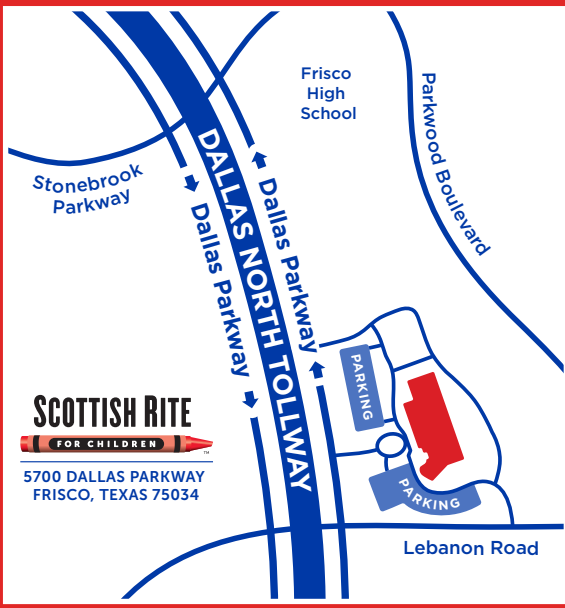 Frisco
High
School
Parkwood Boulevard
Stonebrook
Parkway
DALLAS NORTH TOLLWAY
Dallas Parkway
Dallas Parkway
PARKING
PARKING
SCOTTISH RITE
FOR CHILDREN
TM
5700 DALLAS PARKWAY
FRISCO, TEXAS 75034
Lebanon Road